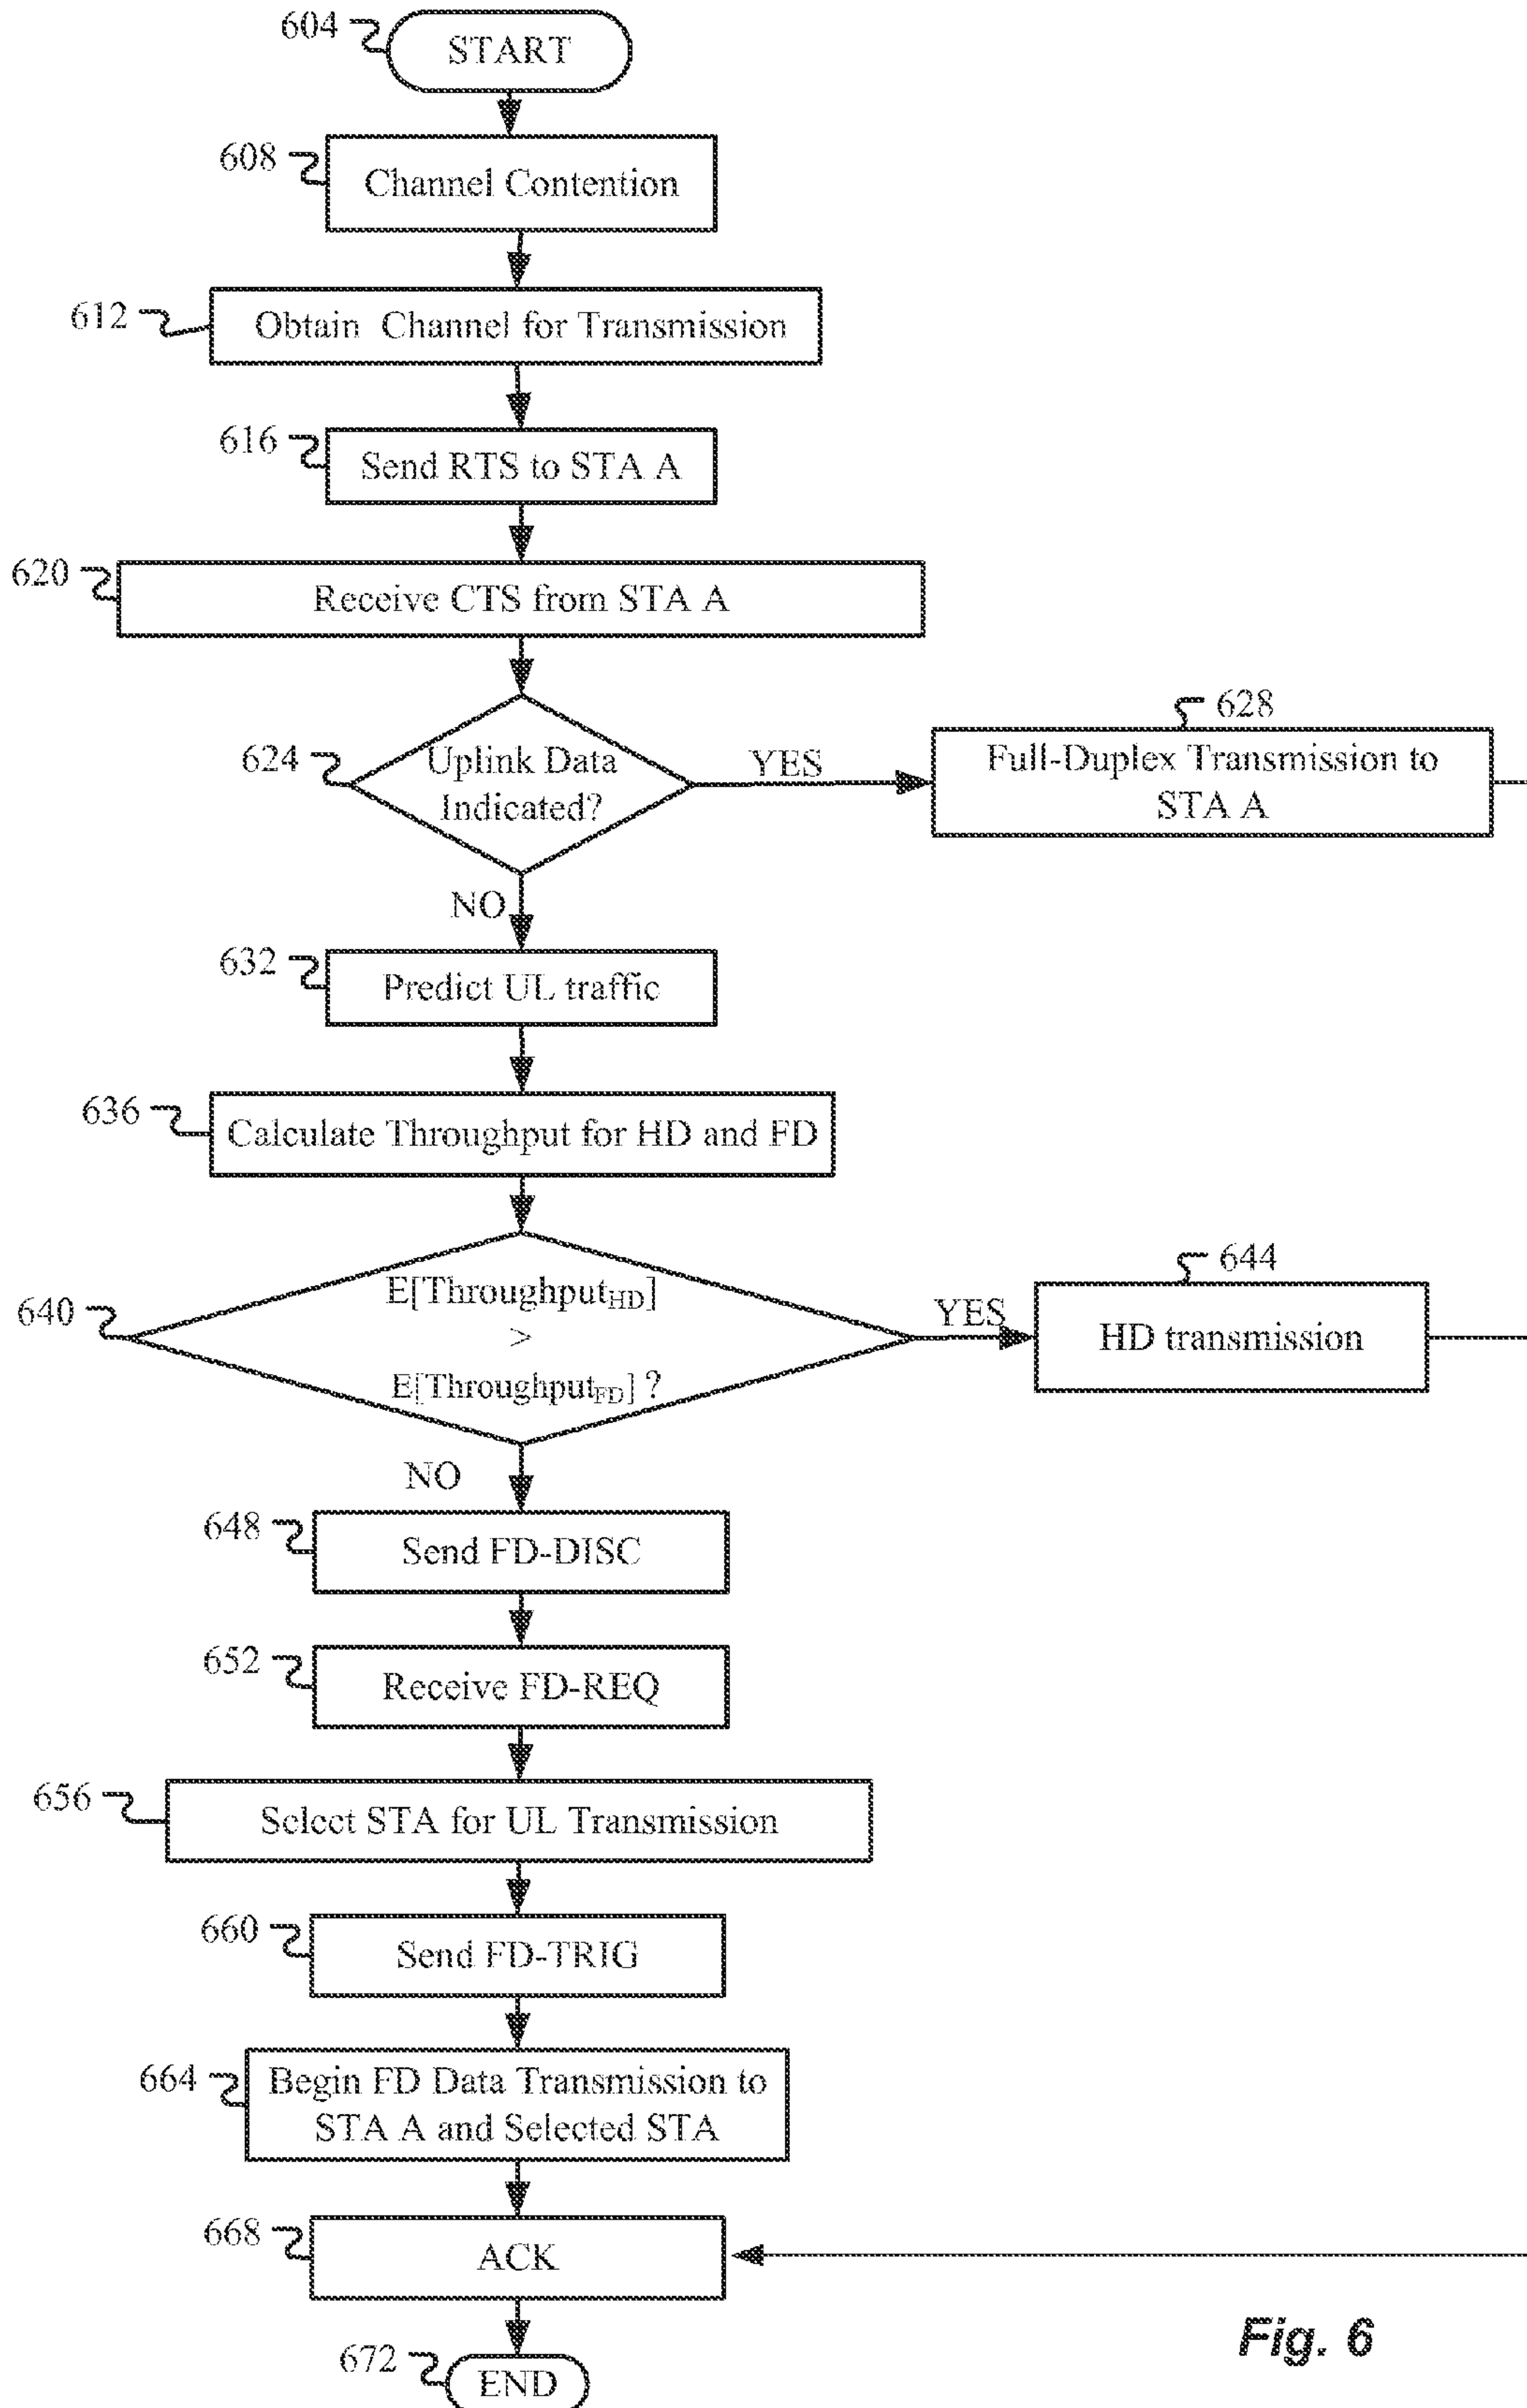 604
START
608
Channel Contention
612
Obtain Channel for Transmission
616
Send RTS to STA A
620
Receive CTS from STA A
624
Uplink Data
Indicated?
YES
628
Full-Duplex Transmission to
STA A
NO
632
Predict UL traffic
636
Calculate Throughput for HD and FD
640
E[Throughput_HD]
>
E[Throughput_FD] ?
YES
644
HD transmission
NO
648
Send FD-DISC
652
Receive FD-REQ
656
Select STA for UL Transmission
660
Send FD-TRIG
664
Begin FD Data Transmission to
STA A and Selected STA
668
ACK
672
END
Fig. 6